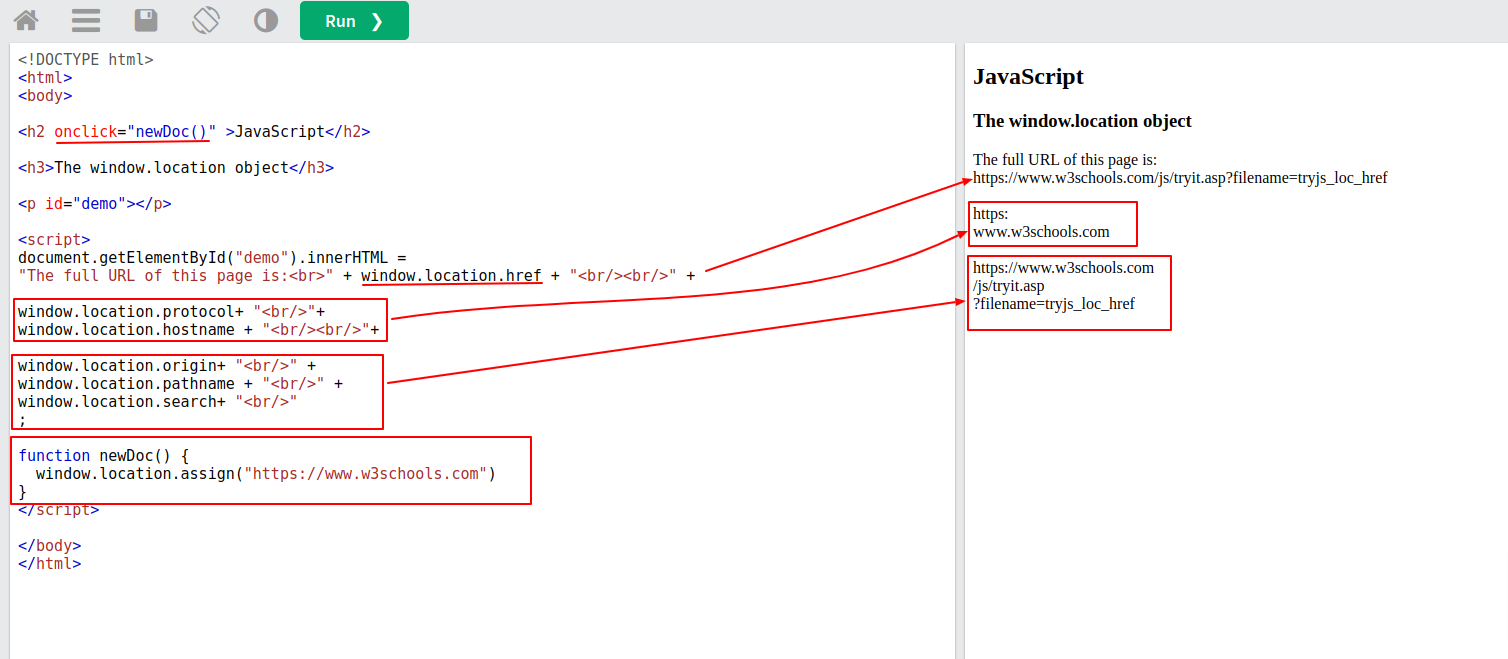 Run ❯
<!DOCTYPE html>
<html>
<body>
<h2 onclick="newDoc()" >JavaScript</h2>
<h3>The window.location object</h3>
<p id="demo"></p>
<script>
document.getElementById("demo").innerHTML =
"The full URL of this page is:<br>" + window.location.href + "<br/><br/>" +
window.location.protocol+ "<br/>"+
window.location.hostname + "<br/><br/>"+
window.location.origin+ "<br/>" +
window.location.pathname + "<br/>" +
window.location.search+ "<br/>"
;
function newDoc() {
  window.location.assign("https://www.w3schools.com")
}
</script>
</body>
</html>
JavaScript
The window.location object
The full URL of this page is:
https://www.w3schools.com/js/tryit.asp?filename=tryjs_loc_href
https:
www.w3schools.com
https://www.w3schools.com
/js/tryit.asp
?filename=tryjs_loc_href